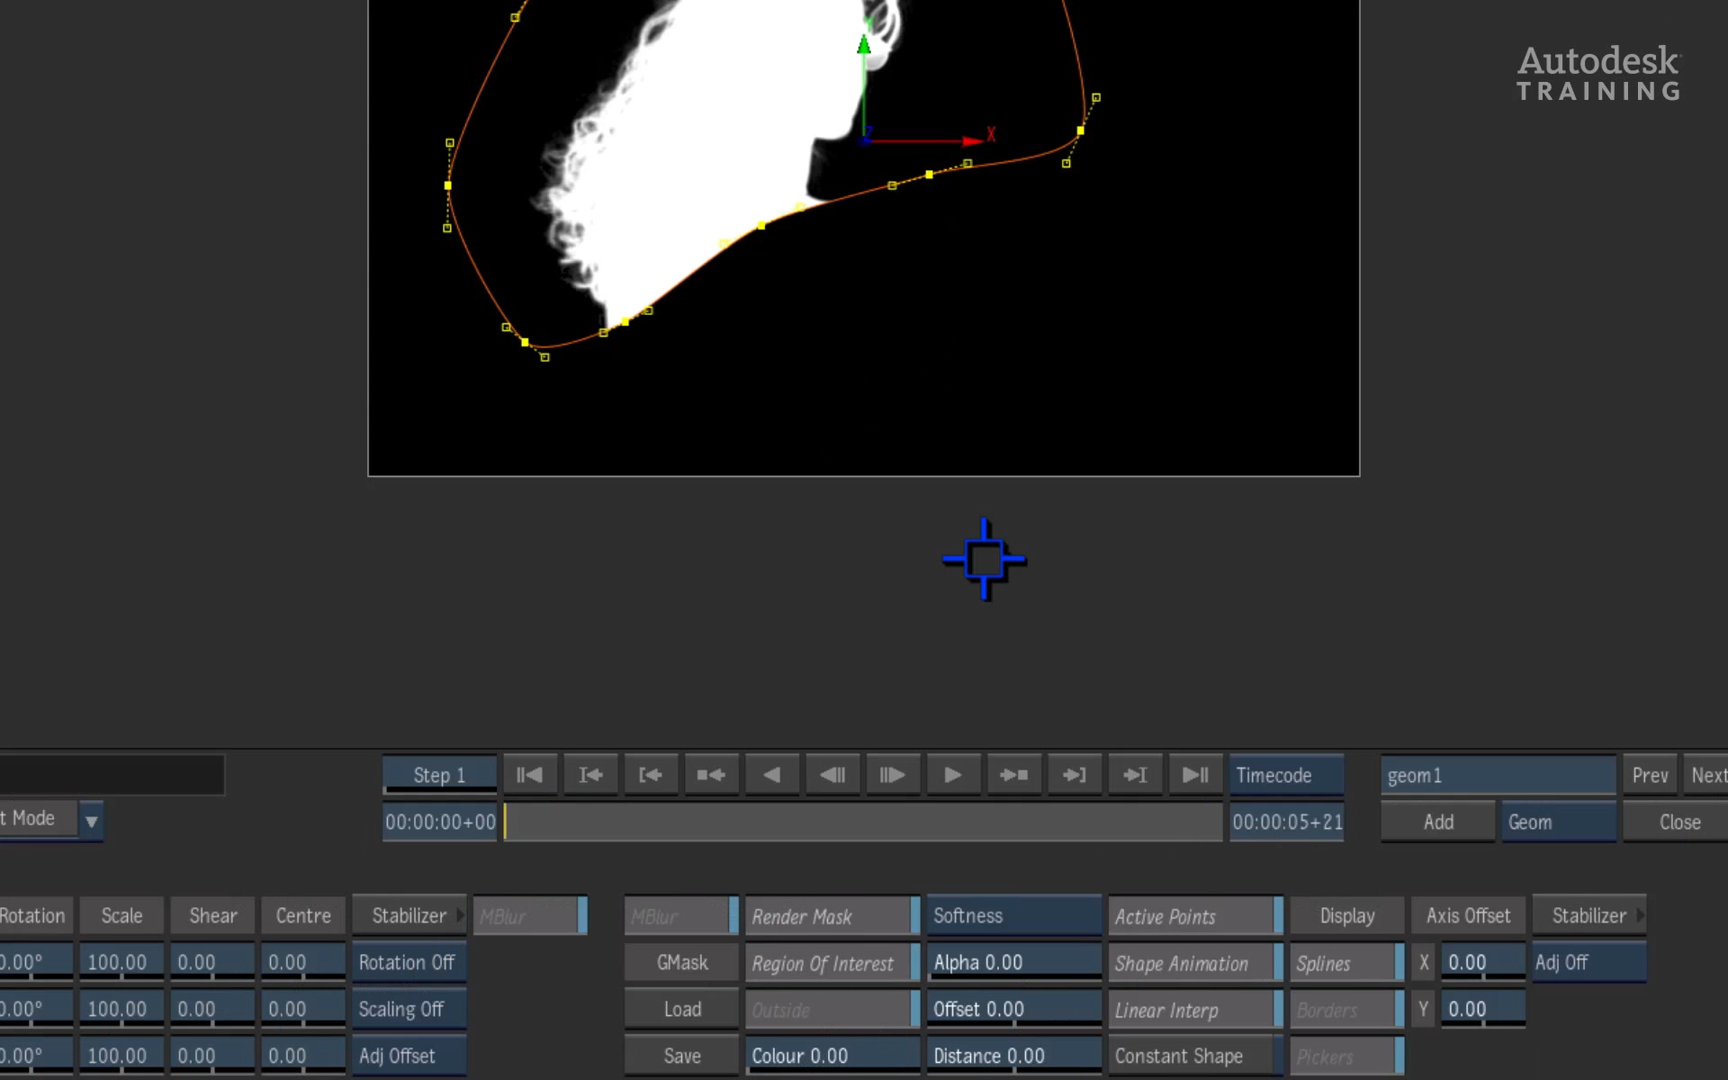 Autodesk
TRAINING
Z X
Step 1 Timecode geom1 Prev Next
t Mode 00:00:00+00 00:00:05+21 Add Geom Close
Rotation Scale Shear Centre Stabilizer MBlur MBlur Render Mask Softness Active Points Display Axis Offset Stabilizer
0.00° 100.00 0.00 0.00 Rotation Off GMask Region Of Interest Alpha 0.00 Shape Animation Splines X 0.00 Adj Off
0.00° 100.00 0.00 0.00 Scaling Off Load Outside Offset 0.00 Linear Interp Borders Y 0.00
0.00° 100.00 0.00 0.00 Adj Offset Save Colour 0.00 Distance 0.00 Constant Shape Pickers